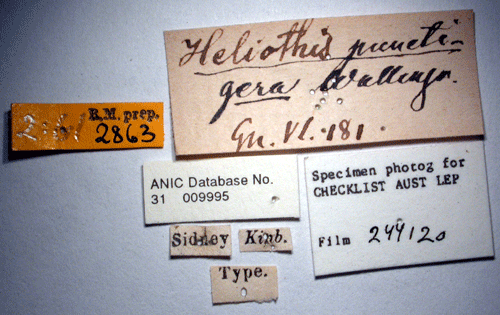 Heliothis puncti-
gera Wallengr.
Gn. VI. 181.
R.M. prep.
2863
ANIC Database No.
31 009995
Specimen photog for
CHECKLIST AUST LEP
Film 244120
Sidney Kinb.
Type.